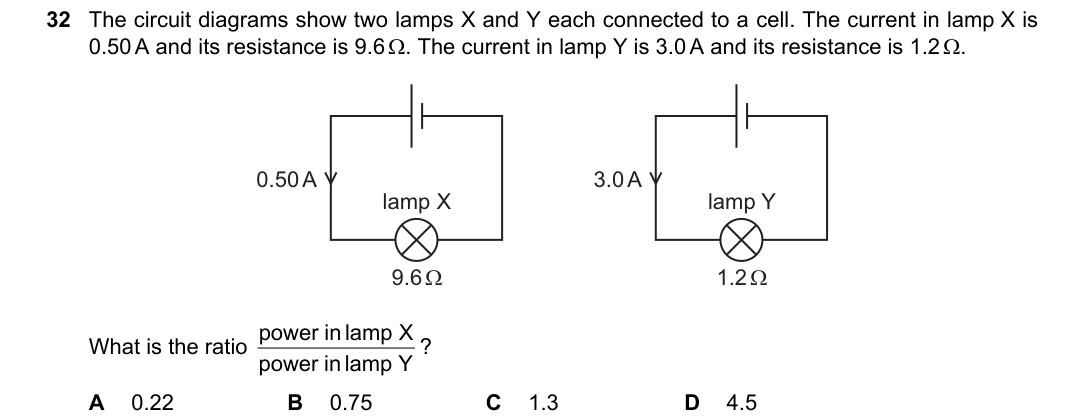 32 The circuit diagrams show two lamps X and Y each connected to a cell. The current in lamp X is
0.50 A and its resistance is 9.6 Ω. The current in lamp Y is 3.0 A and its resistance is 1.2 Ω.
0.50 A
lamp X
9.6 Ω
3.0 A
lamp Y
1.2 Ω
What is the ratio power in lamp X / power in lamp Y ?
A 0.22 B 0.75 C 1.3 D 4.5